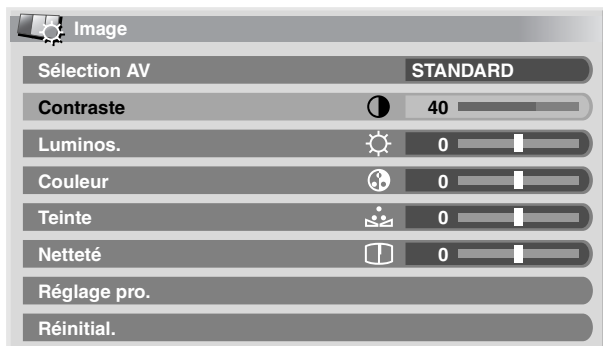 Image
Sélection AV STANDARD
Contraste 40
Luminos. 0
Couleur 0
Teinte 0
Netteté 0
Réglage pro.
Réinitial.